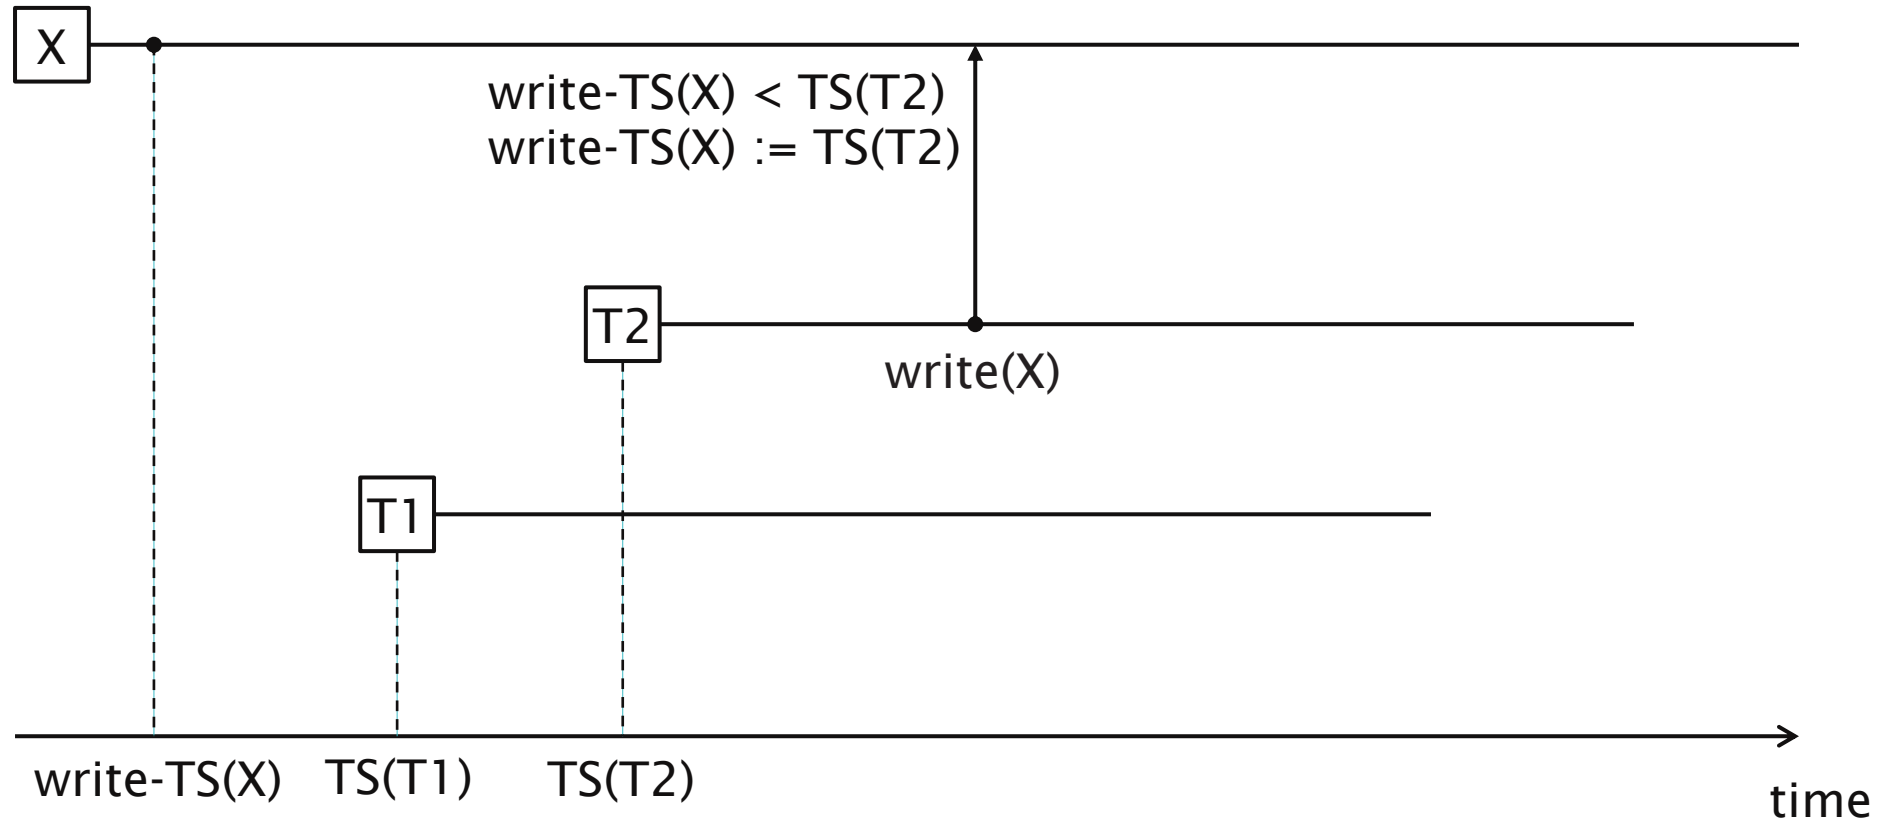 X
write-TS(X) < TS(T2)
write-TS(X) := TS(T2)
T2
write(X)
T1
write-TS(X)
TS(T1)
TS(T2)
time